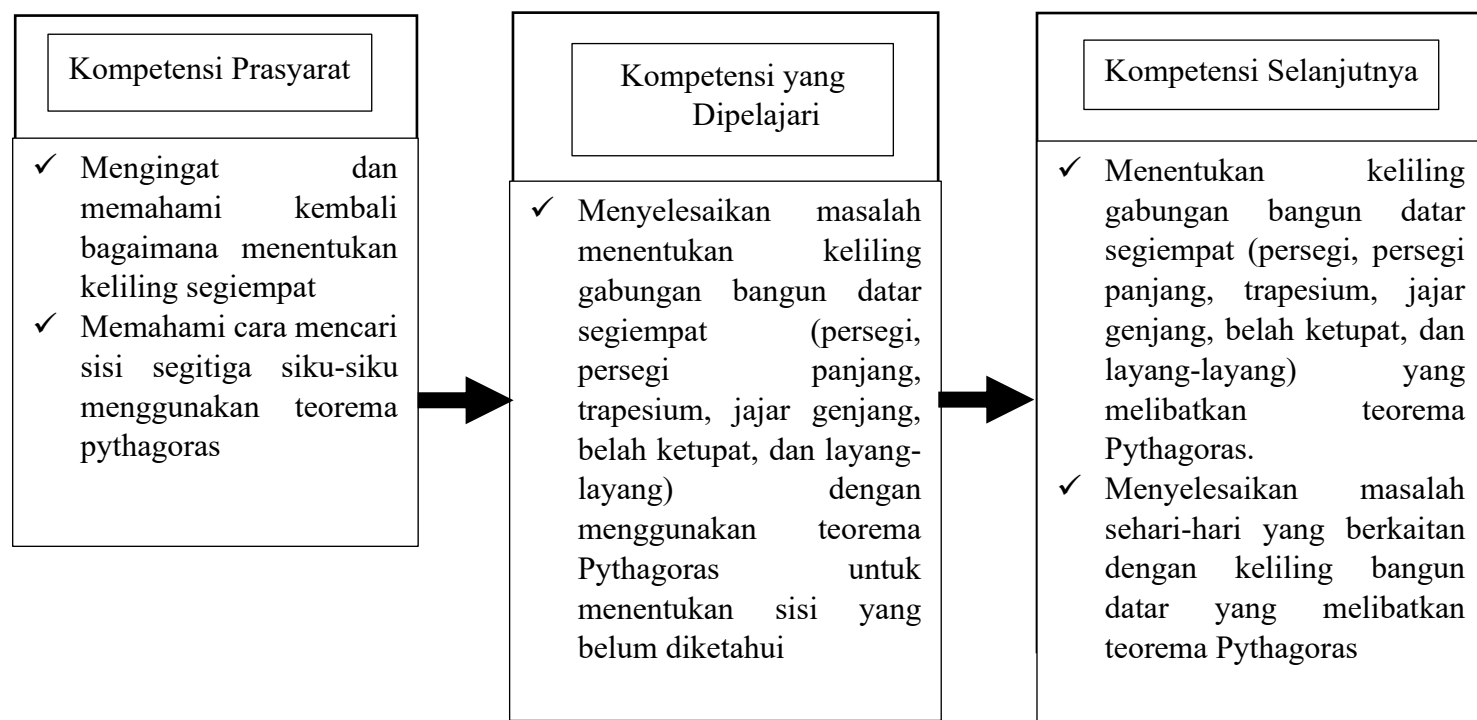 Kompetensi Prasyarat
✓ Mengingat dan
memahami kembali
bagaimana menentukan
keliling segiempat
✓ Memahami cara mencari
sisi segitiga siku-siku
menggunakan teorema
pythagoras
Kompetensi yang
Dipelajari
✓ Menyelesaikan masalah
menentukan keliling
gabungan bangun datar
segiempat (persegi,
persegi panjang,
trapesium, jajar genjang,
belah ketupat, dan layang-
layang) dengan
menggunakan teorema
Pythagoras untuk
menentukan sisi yang
belum diketahui
Kompetensi Selanjutnya
✓ Menentukan keliling
gabungan bangun datar
segiempat (persegi, persegi
panjang, trapesium, jajar
genjang, belah ketupat, dan
layang-layang) yang
melibatkan teorema
Pythagoras.
✓ Menyelesaikan masalah
sehari-hari yang berkaitan
dengan keliling bangun
datar yang melibatkan
teorema Pythagoras